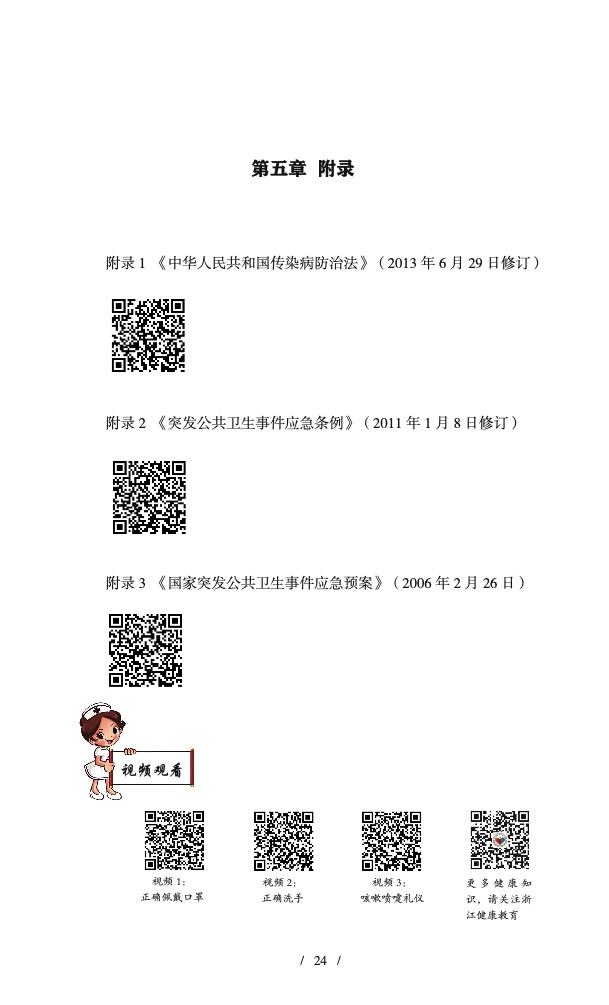 第五章 附录
附录 1 《中华人民共和国传染病防治法》（2013 年 6 月 29 日修订）
附录 2 《突发公共卫生事件应急条例》（2011 年 1 月 8 日修订）
附录 3 《国家突发公共卫生事件应急预案》（2006 年 2 月 26 日）
视频观看
视频 1：
正确佩戴口罩
视频 2：
正确洗手
视频 3：
咳嗽喷嚏礼仪
更多健康知
识，请关注浙
江健康教育
/ 24 /